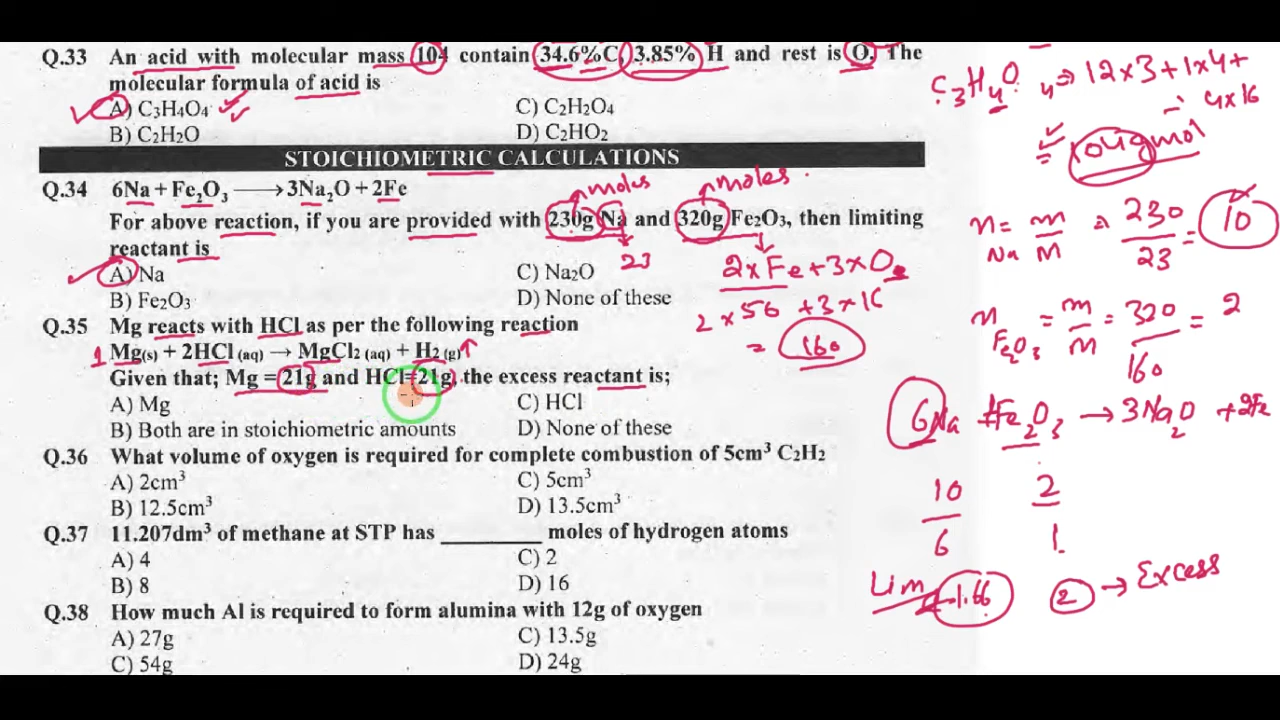 Q.33 An acid with molecular mass 104 contain 34.6%C, 3.85% H and rest is O. The
molecular formula of acid is
A) C₃H₄O₄ C) C₂H₂O₄
B) C₂H₂O D) C₂HO₂
C₃H₄O₄ ⇒ 12×3+1×4+
4×16
= 104g mol
STOICHIOMETRIC CALCULATIONS
Q.34 6Na + Fe₂O₃ ⟶ 3Na₂O + 2Fe
moles moles
For above reaction, if you are provided with 230g Na and 320g Fe₂O₃, then limiting
reactant is
23
A) Na C) Na₂O
B) Fe₂O₃ D) None of these
2×Fe+3×O
2×56+3×16
= 160
n = m/M = 230/23 = 10
Na
n = m/m = 320/160 = 2
Fe₂O₃
6Na + 1Fe₂O₃ → 3Na₂O + 2Fe
10 2
6 1
Lim 1.66 2 → Excess
Q.35 Mg reacts with HCl as per the following reaction
1 Mg(s) + 2HCl (aq) → MgCl₂ (aq) + H₂ (g)↑
Given that; Mg = 21g and HCl=21g, the excess reactant is;
A) Mg C) HCl
B) Both are in stoichiometric amounts D) None of these
Q.36 What volume of oxygen is required for complete combustion of 5cm³ C₂H₂
A) 2cm³ C) 5cm³
B) 12.5cm³ D) 13.5cm³
Q.37 11.207dm³ of methane at STP has ________ moles of hydrogen atoms
A) 4 C) 2
B) 8 D) 16
Q.38 How much Al is required to form alumina with 12g of oxygen
A) 27g C) 13.5g
C) 54g D) 24g